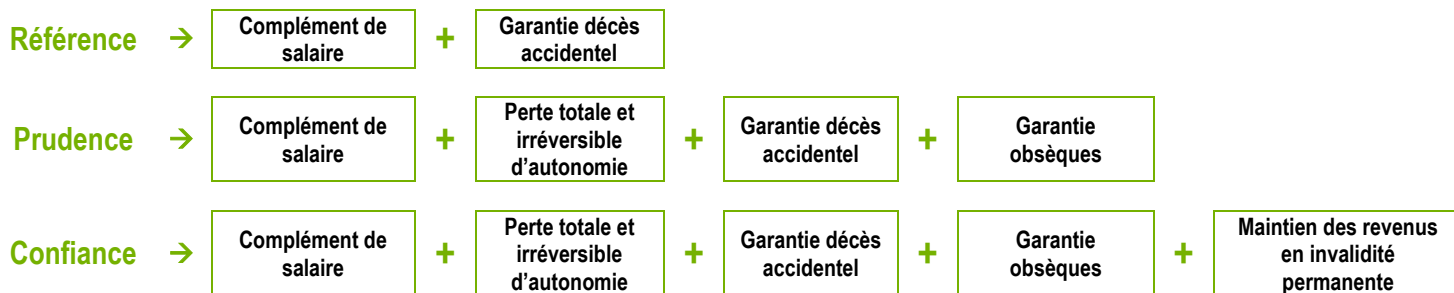 Référence → Complément de salaire + Garantie décès accidentel
Prudence → Complément de salaire + Perte totale et irréversible d’autonomie + Garantie décès accidentel + Garantie obsèques
Confiance → Complément de salaire + Perte totale et irréversible d’autonomie + Garantie décès accidentel + Garantie obsèques + Maintien des revenus en invalidité permanente